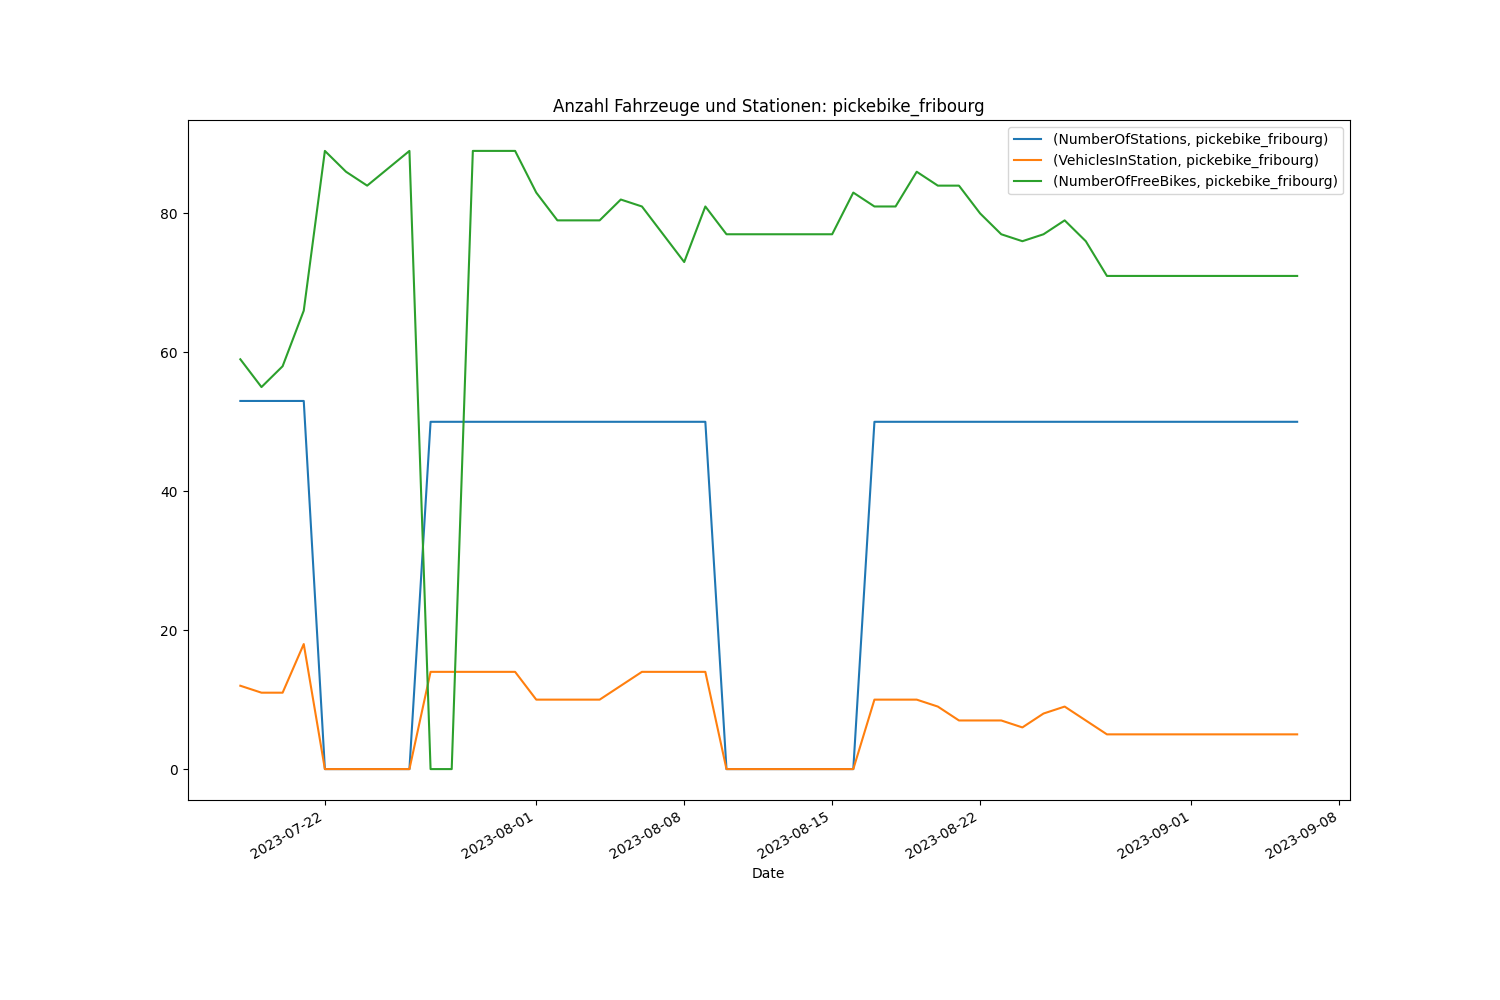 Anzahl Fahrzeuge und Stationen: pickebike_fribourg
(NumberOfStations, pickebike_fribourg)
(VehiclesInStation, pickebike_fribourg)
(NumberOfFreeBikes, pickebike_fribourg)
80
60
40
20
0
2023-07-22
2023-08-01
2023-08-08
2023-08-15
2023-08-22
2023-09-01
2023-09-08
Date